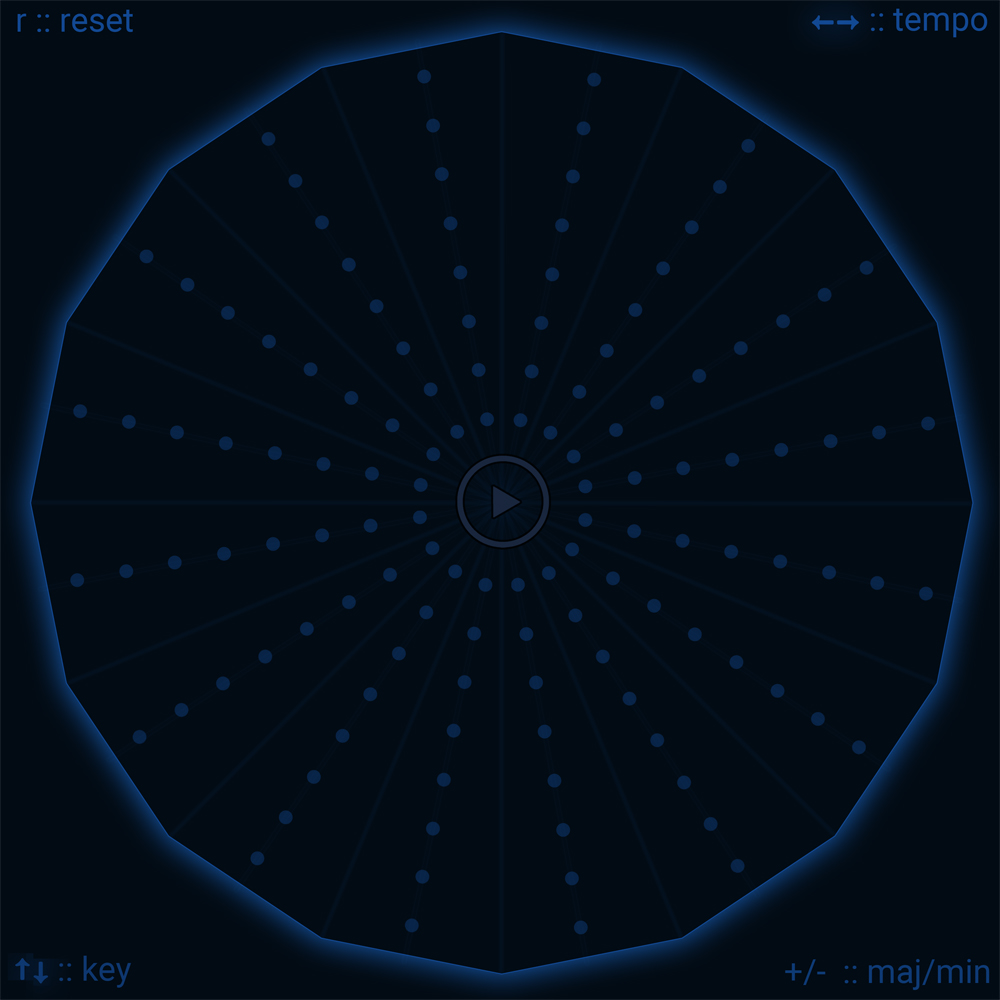 r :: reset
←→ :: tempo
↑↓ :: key
+/- :: maj/min